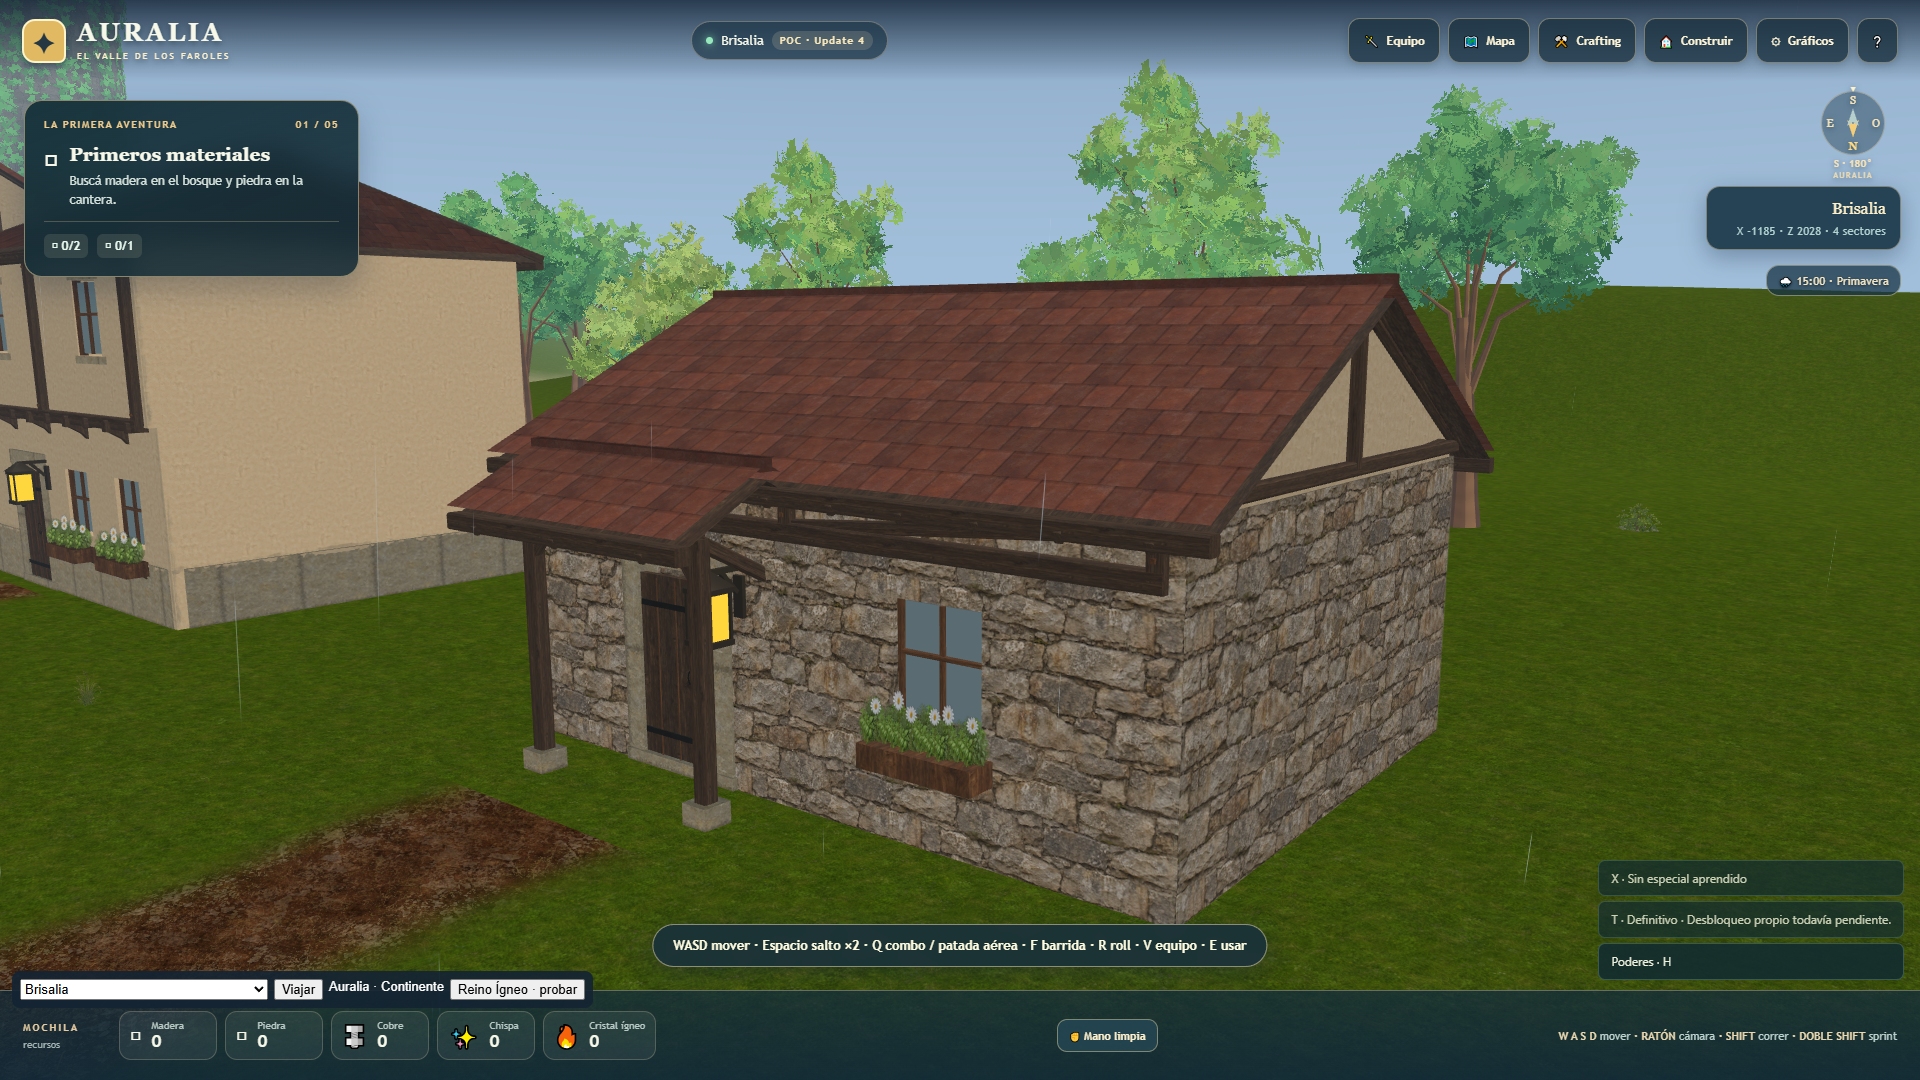 AURALIA
EL VALLE DE LOS FAROLES
Brisalia POC · Update 4
Equipo
Mapa
Crafting
Construir
Gráficos
?
LA PRIMERA AVENTURA 01 / 05
Primeros materiales
Buscá madera en el bosque y piedra en la
cantera.
0/2 0/1
S
E O
N
S · 180°
AURALIA
Brisalia
X -1185 · Z 2028 · 4 sectores
15:00 · Primavera
X · Sin especial aprendido
T · Definitivo · Desbloqueo propio todavía pendiente.
Poderes · H
WASD mover · Espacio salto ×2 · Q combo / patada aérea · F barrida · R roll · V equipo · E usar
Brisalia Viajar Auralia · Continente Reino Ígneo · probar
MOCHILA
recursos
Madera
0
Piedra
0
Cobre
0
Chispa
0
Cristal ígneo
0
Mano limpia
W A S D mover · RATÓN cámara · SHIFT correr · DOBLE SHIFT sprint